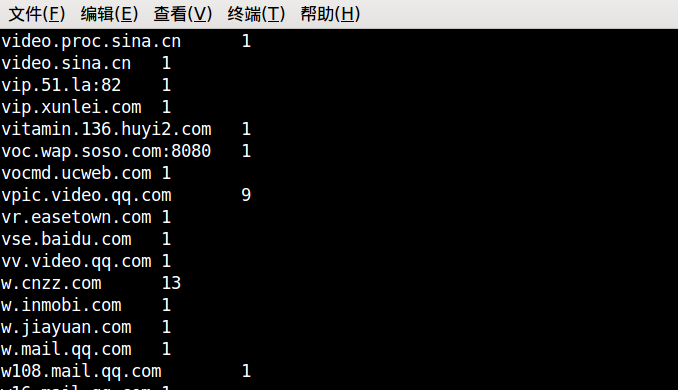 文件(F) 编辑(E) 查看(V) 终端(T) 帮助(H)
video.proc.sina.cn 1
video.sina.cn 1
vip.51.la:82 1
vip.xunlei.com 1
vitamin.136.huyi2.com 1
voc.wap.soso.com:8080 1
vocmd.ucweb.com 1
vpic.video.qq.com 9
vr.easetown.com 1
vse.baidu.com 1
vv.video.qq.com 1
w.cnzz.com 13
w.inmobi.com 1
w.jiayuan.com 1
w.mail.qq.com 1
w108.mail.qq.com 1